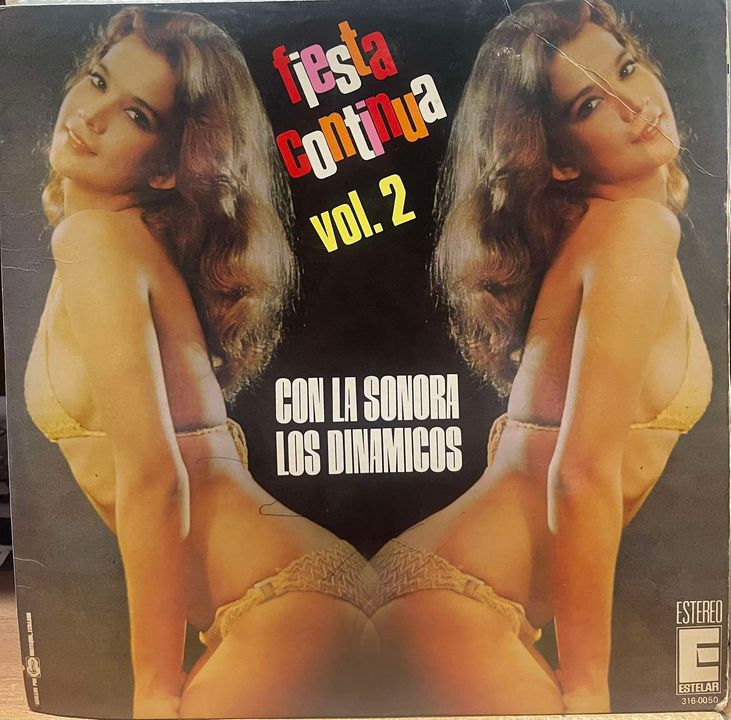 fiesta
continua
vol. 2
CON LA SONORA
LOS DINAMICOS
ESTEREO
E
ESTELAR
316-0050